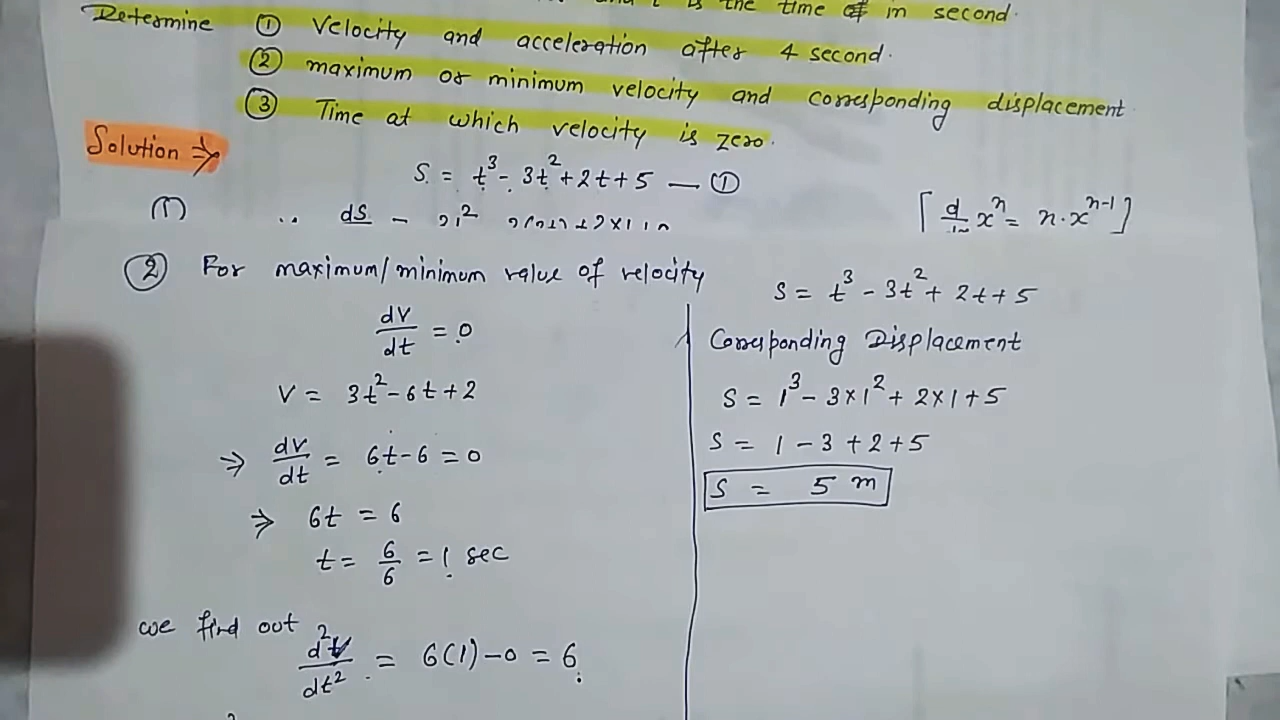 is the time of in second.
Determine ① Velocity and acceleration after 4 second.
② maximum or minimum velocity and corresponding displacement
③ Time at which velocity is zero.
Solution ⇒
S = t³ - 3t² + 2t + 5 — ①
(1) ∴ dS
[d/dx xⁿ = n·xⁿ⁻¹]
② For maximum/minimum value of velocity
dv/dt = 0
V = 3t² - 6t + 2
⇒ dv/dt = 6t - 6 = 0
⇒ 6t = 6
t = 6/6 = 1 sec
we find out
d²v/dt² = 6(1) - 0 = 6
S = t³ - 3t² + 2t + 5
Corresponding Displacement
S = 1³ - 3×1² + 2×1 + 5
S = 1 - 3 + 2 + 5
S = 5 m